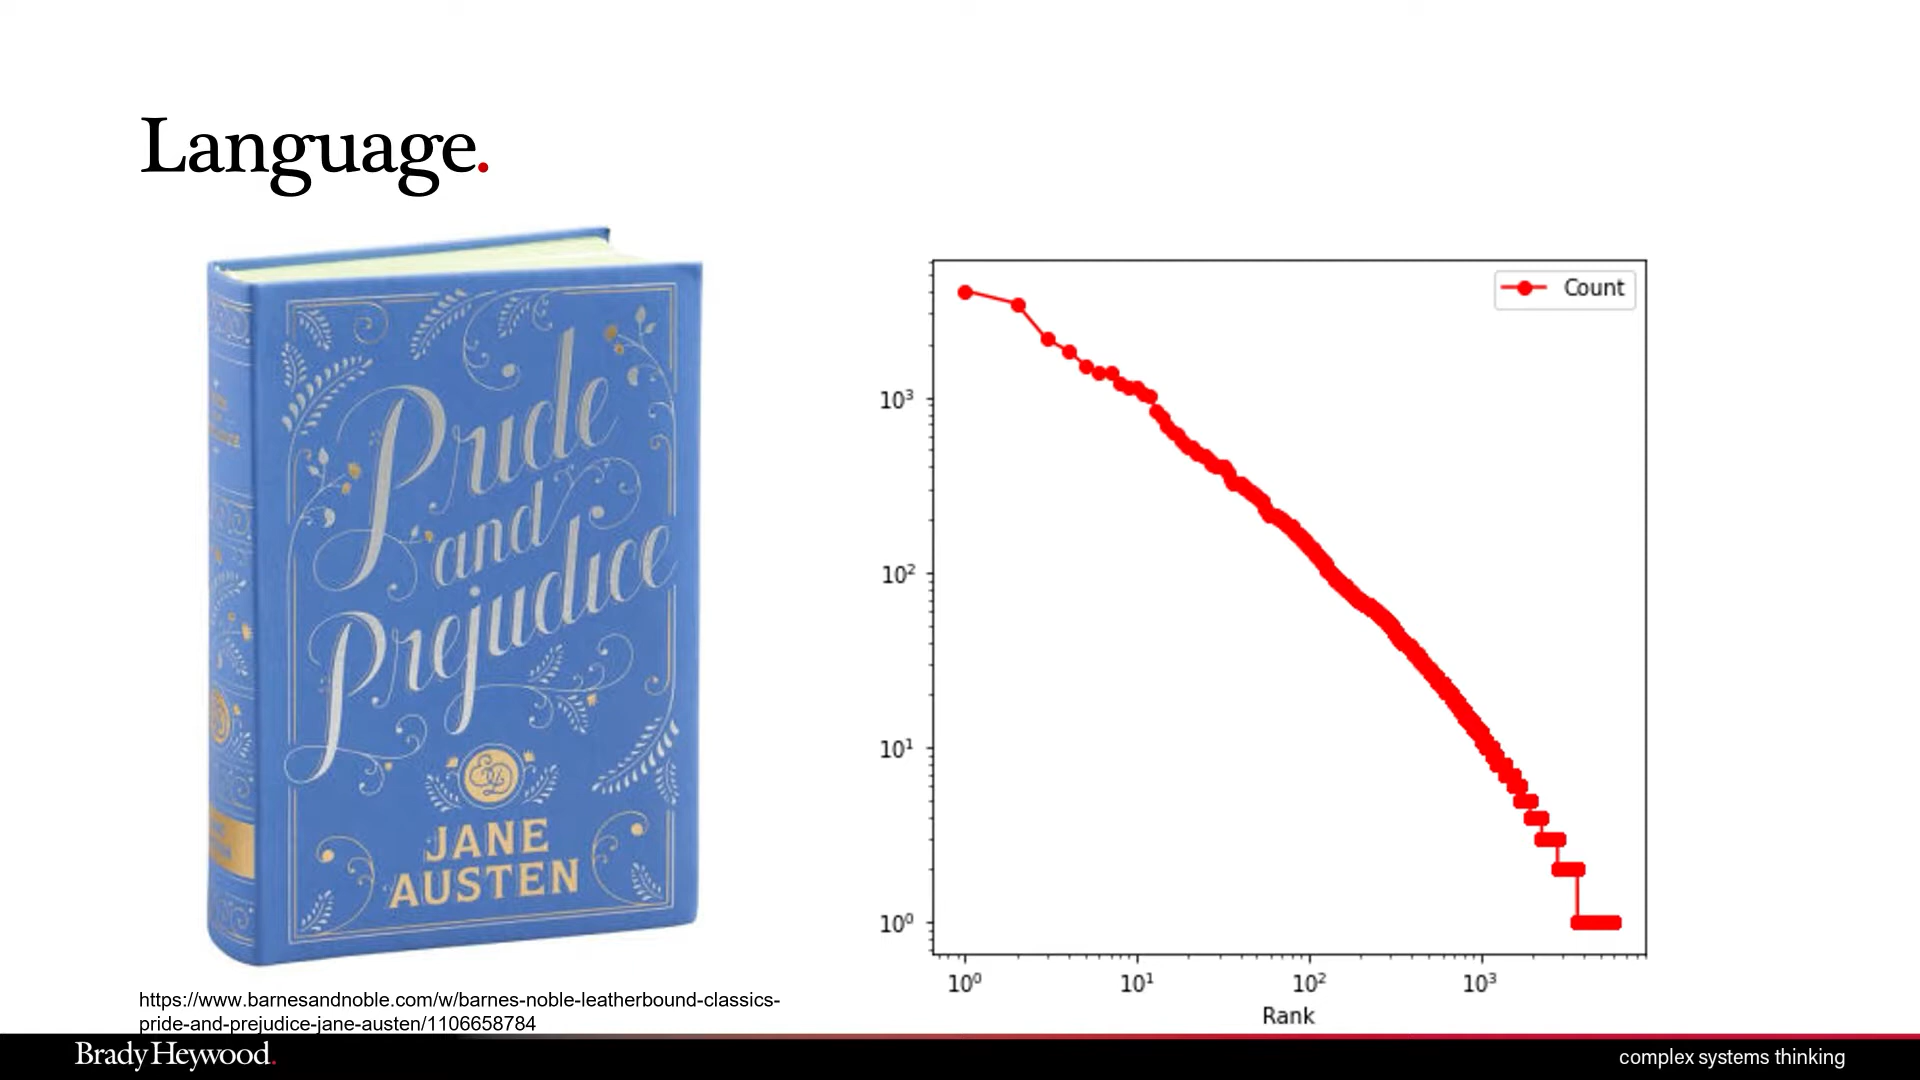 Language.
Pride
and
Prejudice
JANE
AUSTEN
Count
10³
10²
10¹
10⁰
10⁰ 10¹ 10² 10³
Rank
https://www.barnesandnoble.com/w/barnes-noble-leatherbound-classics-
pride-and-prejudice-jane-austen/1106658784
Brady Heywood.
complex systems thinking